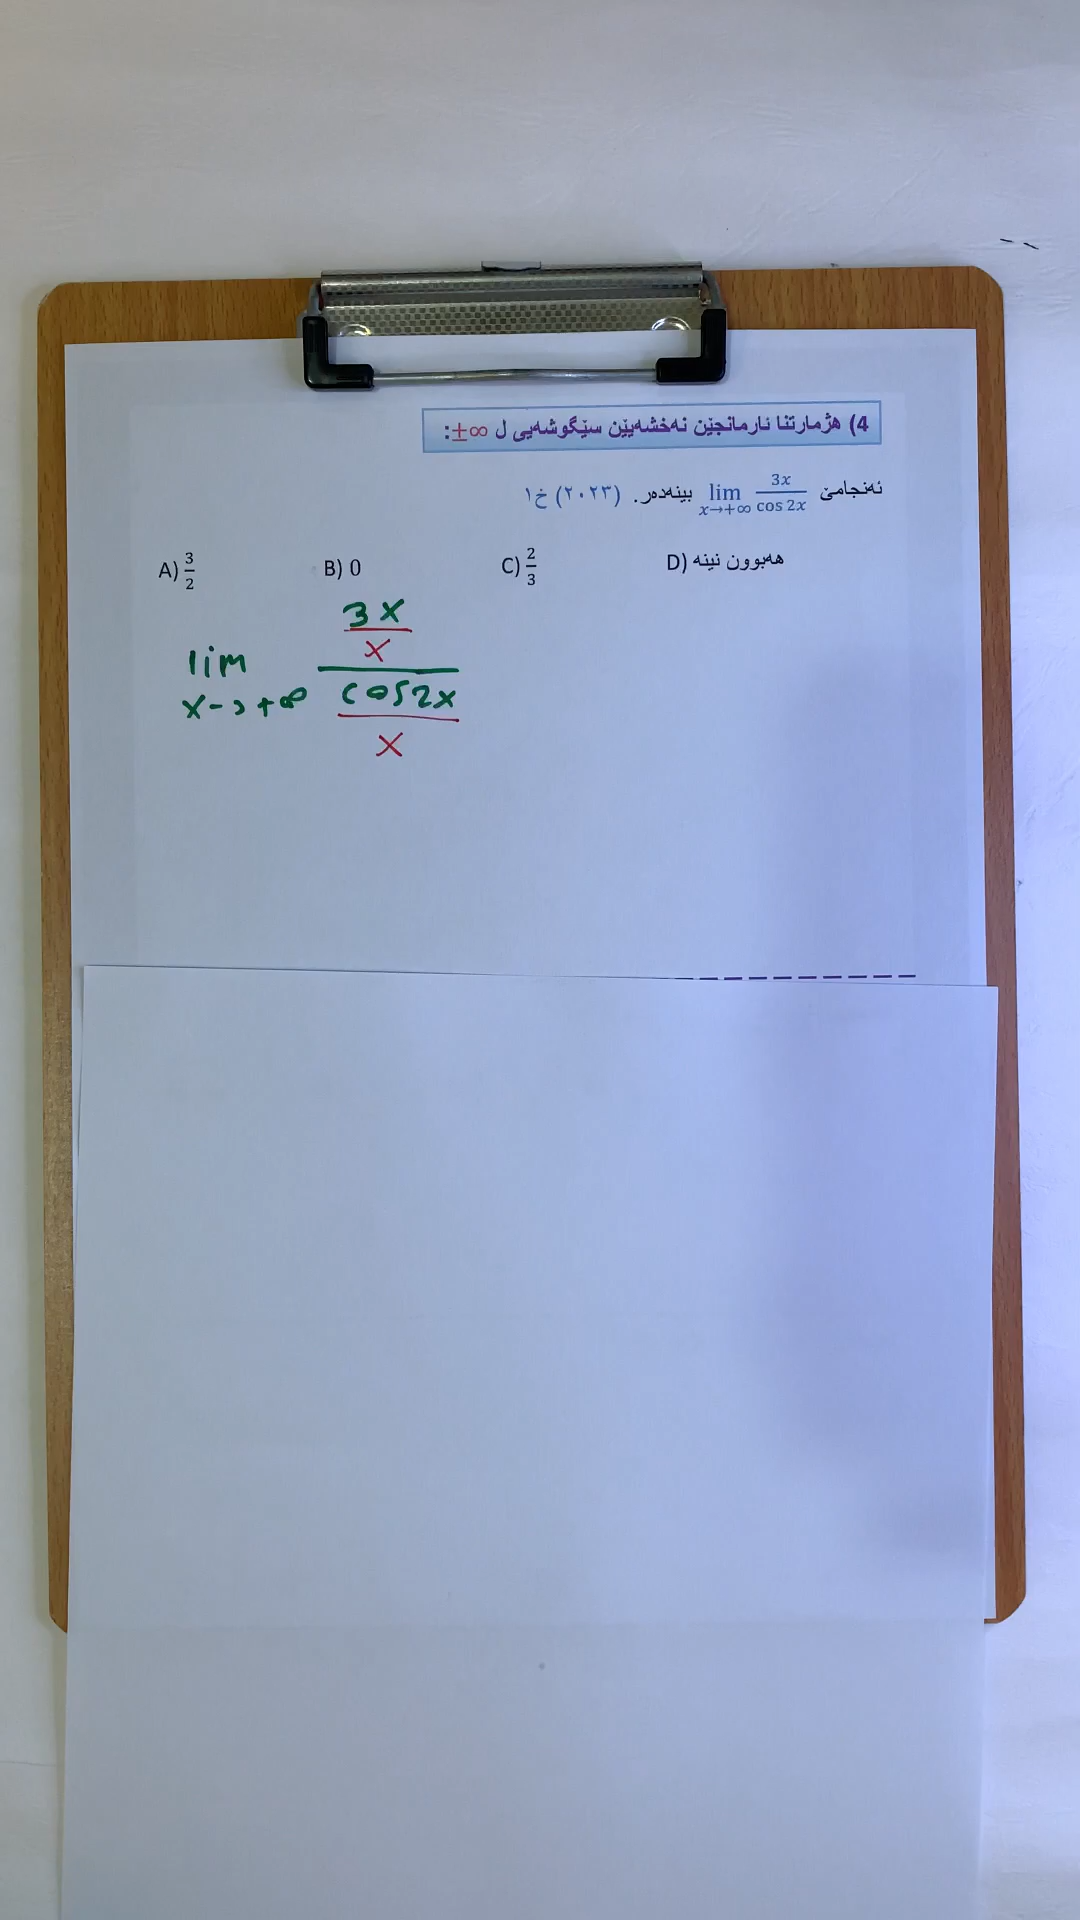 4) هژمارتنا ئارمانجێن نەخشەیێن سێگوشەیی ل ±∞:
ئەنجامێ lim x→+∞ 3x/cos 2x بینەدەر. (٢٠٢٣) خ١
A) 3/2 B) 0 C) 2/3 D) هەبوون نینە
lim x→+∞ (3x/x)/(cos2x/x)